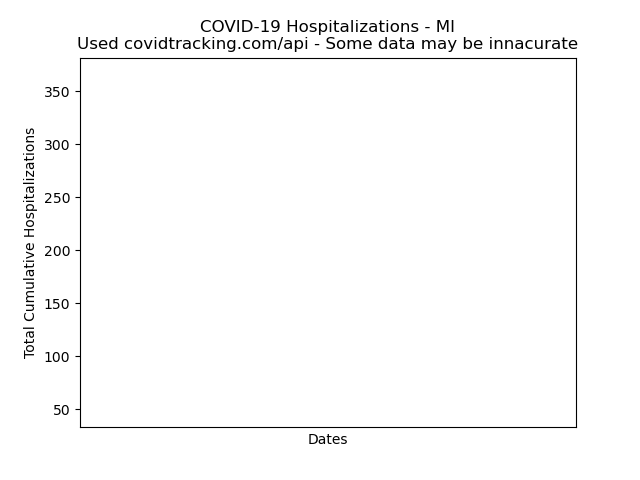 COVID-19 Hospitalizations - MI
Used covidtracking.com/api - Some data may be innacurate
Total Cumulative Hospitalizations
350
300
250
200
150
100
50
Dates